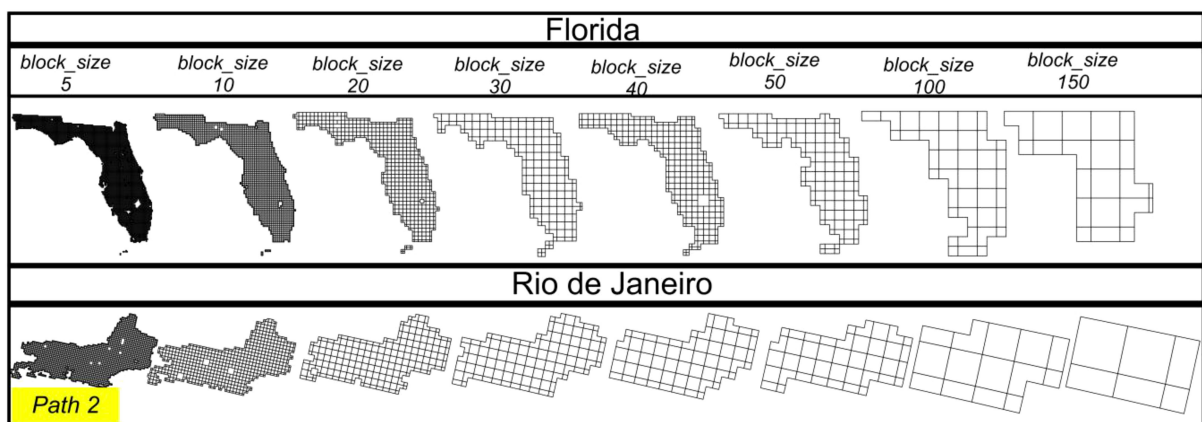 Florida
block_size block_size block_size block_size block_size block_size block_size block_size
5 10 20 30 40 50 100 150
Rio de Janeiro
Path 2